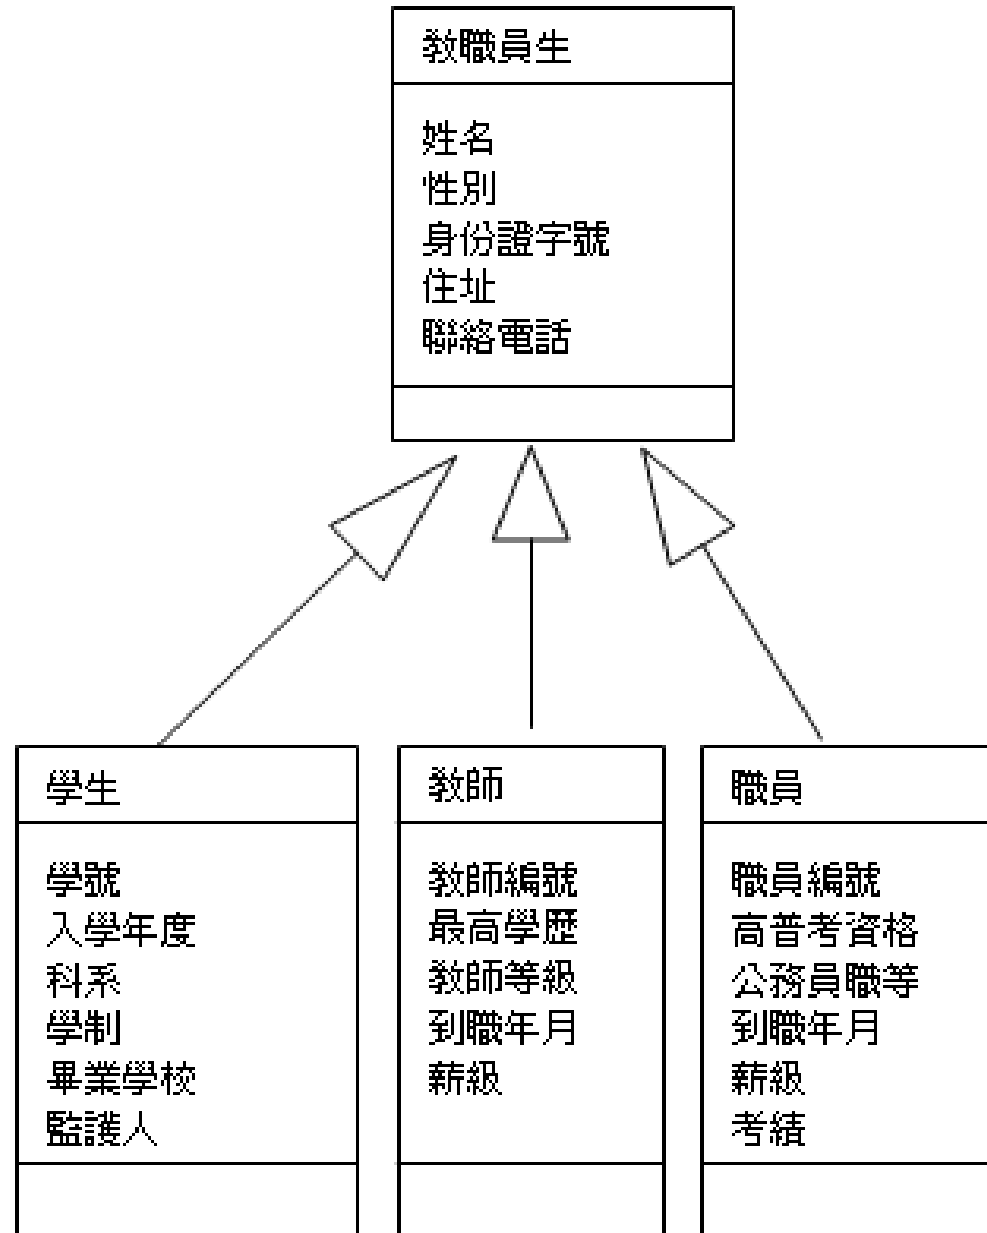 教職員生
姓名
性別
身份證字號
住址
聯絡電話
學生
學號
入學年度
科系
學制
畢業學校
監護人
教師
教師編號
最高學歷
教師等級
到職年月
薪級
職員
職員編號
高普考資格
公務員職等
到職年月
薪級
考績